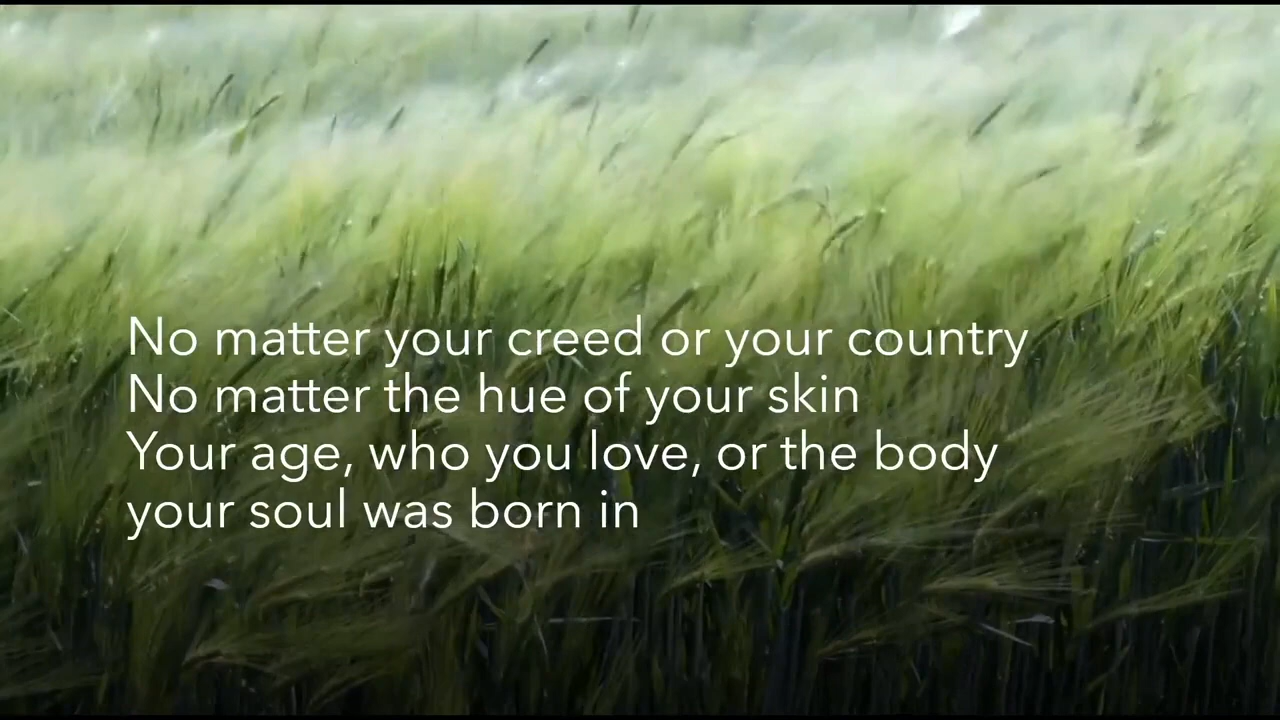 No matter your creed or your country
No matter the hue of your skin
Your age, who you love, or the body
your soul was born in